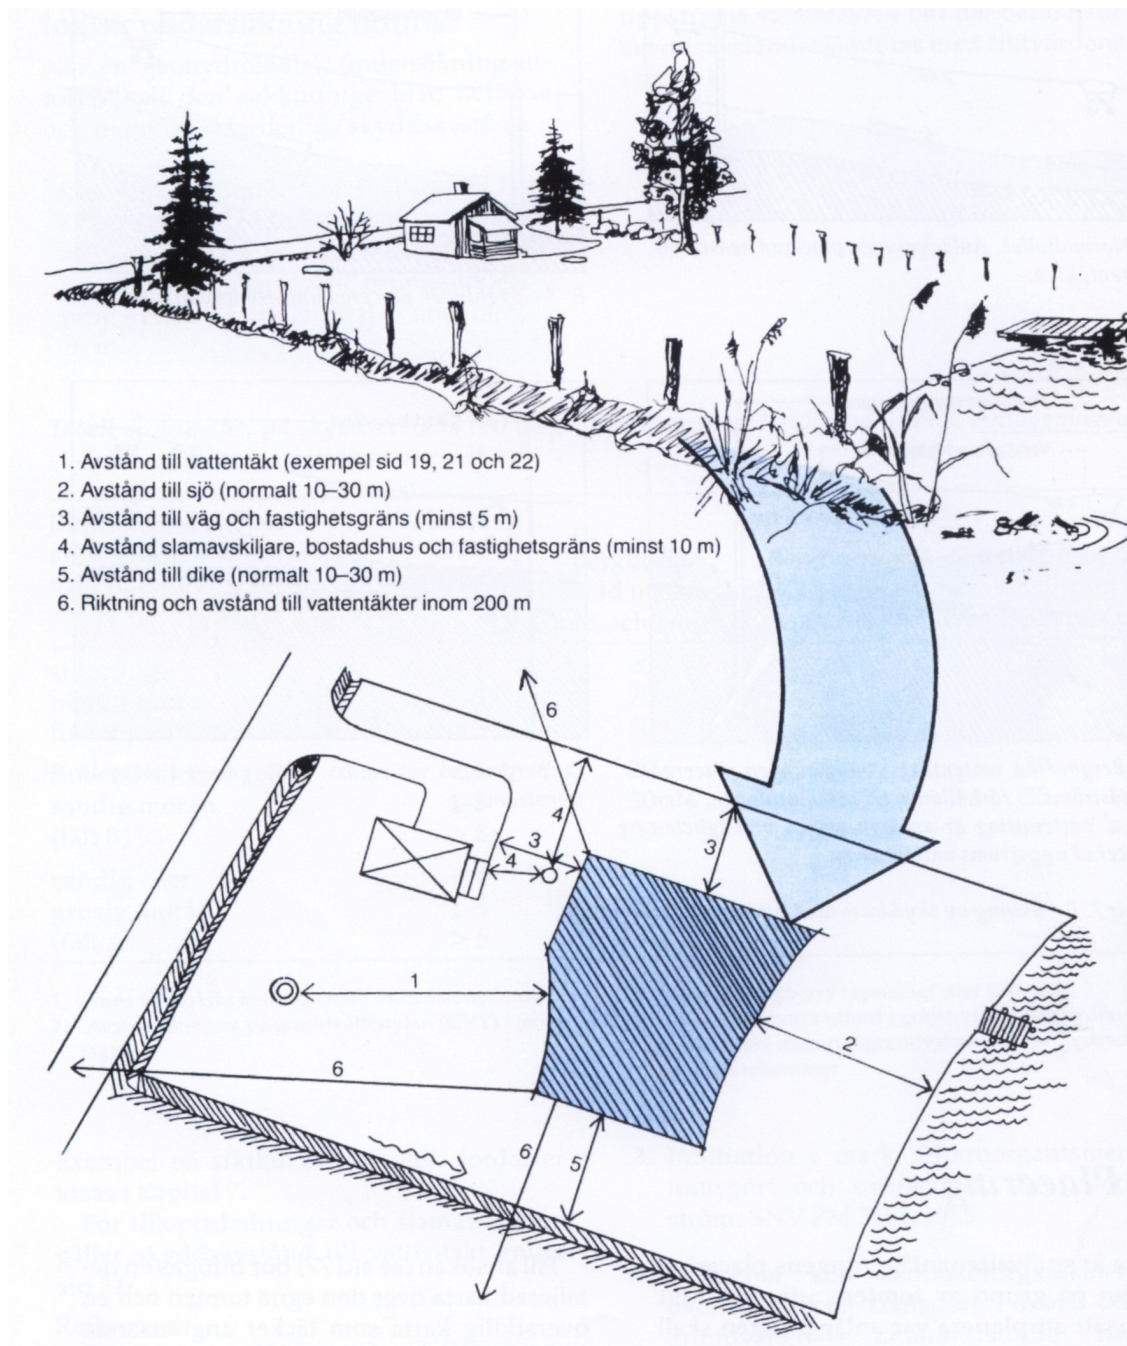 1. Avstånd till vattentäkt (exempel sid 19, 21 och 22)
2. Avstånd till sjö (normalt 10–30 m)
3. Avstånd till väg och fastighetsgräns (minst 5 m)
4. Avstånd slamavskiljare, bostadshus och fastighetsgräns (minst 10 m)
5. Avstånd till dike (normalt 10–30 m)
6. Riktning och avstånd till vattentäkter inom 200 m
6
4
3
3
4
1
2
6
6
5